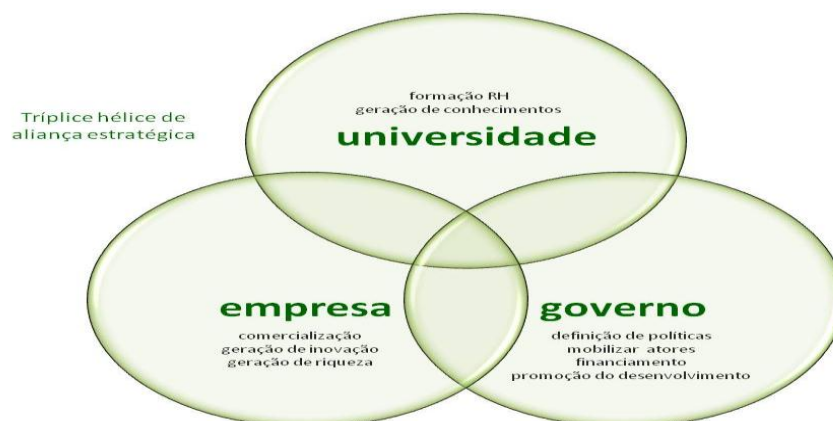 formação RH
geração de conhecimentos
universidade
Tríplice hélice de
aliança estratégica
empresa
comercialização
geração de inovação
geração de riqueza
governo
definição de políticas
mobilizar atores
financiamento
promoção do desenvolvimento